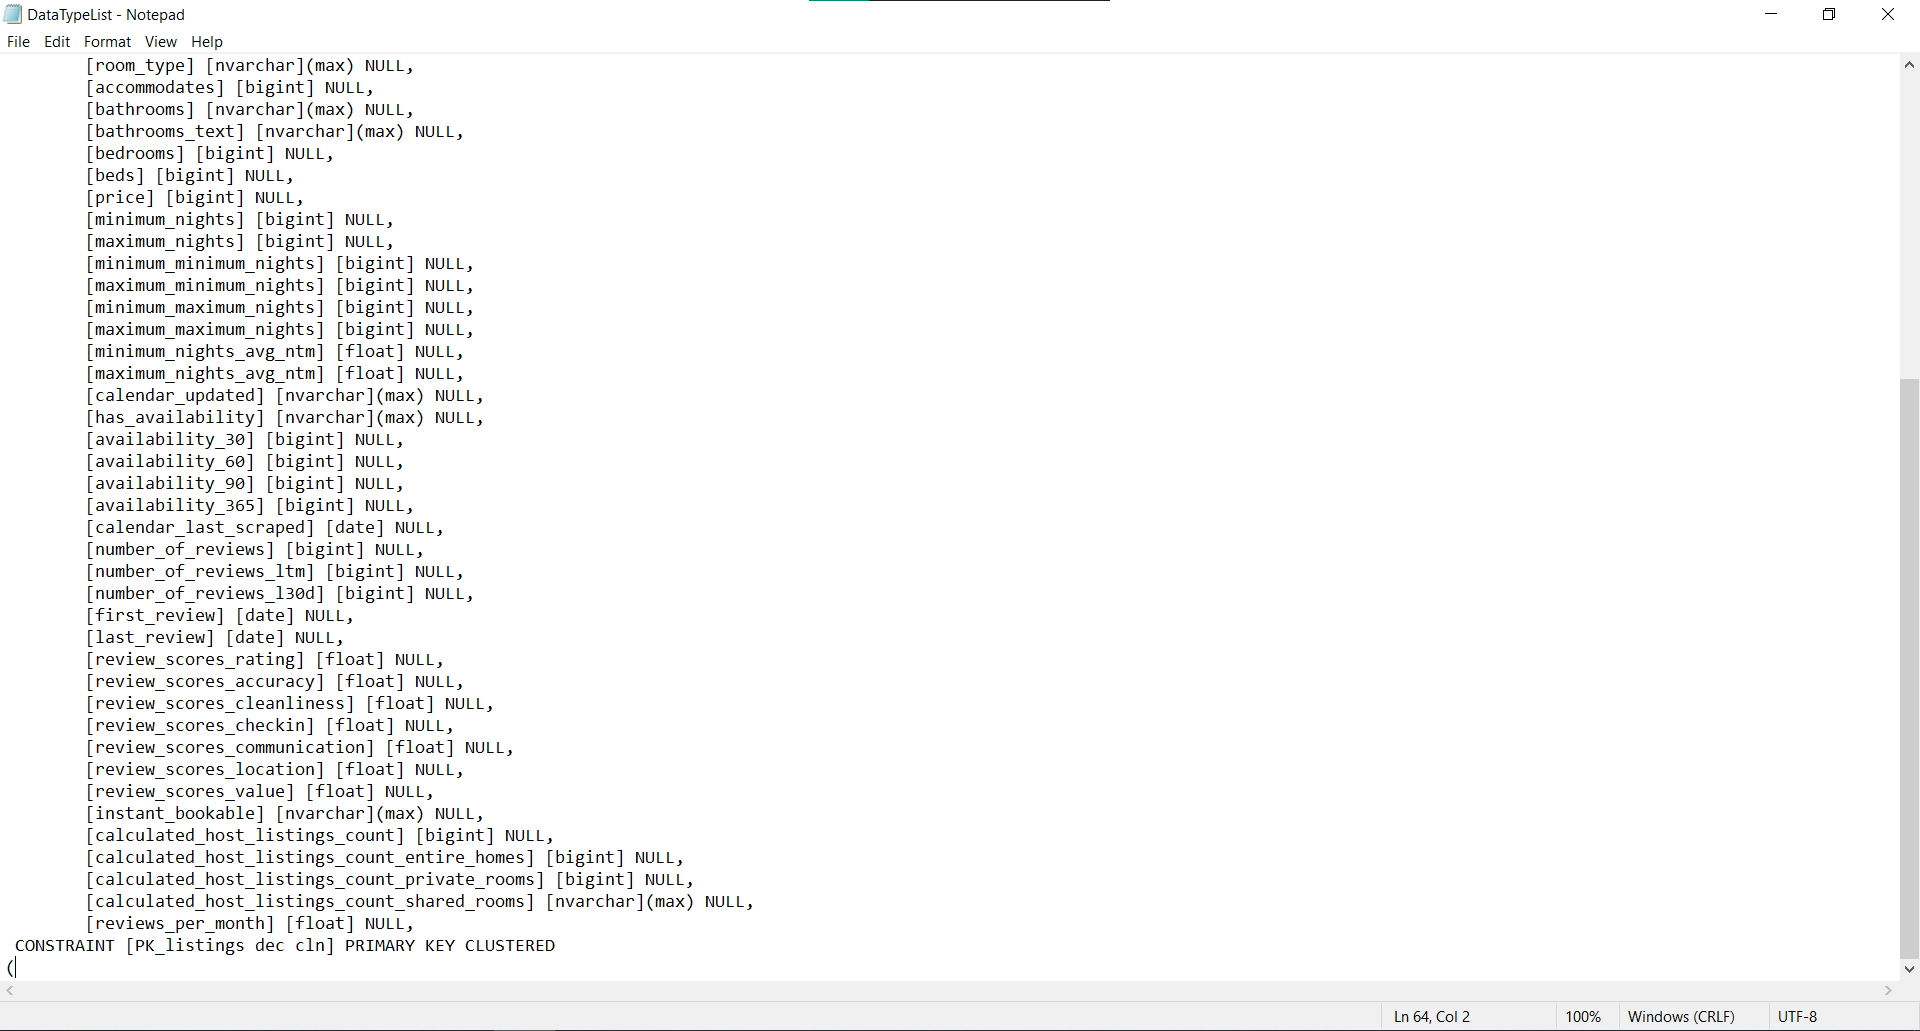 DataTypeList - Notepad
File Edit Format View Help
[room_type] [nvarchar](max) NULL,
[accommodates] [bigint] NULL,
[bathrooms] [nvarchar](max) NULL,
[bathrooms_text] [nvarchar](max) NULL,
[bedrooms] [bigint] NULL,
[beds] [bigint] NULL,
[price] [bigint] NULL,
[minimum_nights] [bigint] NULL,
[maximum_nights] [bigint] NULL,
[minimum_minimum_nights] [bigint] NULL,
[maximum_minimum_nights] [bigint] NULL,
[minimum_maximum_nights] [bigint] NULL,
[maximum_maximum_nights] [bigint] NULL,
[minimum_nights_avg_ntm] [float] NULL,
[maximum_nights_avg_ntm] [float] NULL,
[calendar_updated] [nvarchar](max) NULL,
[has_availability] [nvarchar](max) NULL,
[availability_30] [bigint] NULL,
[availability_60] [bigint] NULL,
[availability_90] [bigint] NULL,
[availability_365] [bigint] NULL,
[calendar_last_scraped] [date] NULL,
[number_of_reviews] [bigint] NULL,
[number_of_reviews_ltm] [bigint] NULL,
[number_of_reviews_l30d] [bigint] NULL,
[first_review] [date] NULL,
[last_review] [date] NULL,
[review_scores_rating] [float] NULL,
[review_scores_accuracy] [float] NULL,
[review_scores_cleanliness] [float] NULL,
[review_scores_checkin] [float] NULL,
[review_scores_communication] [float] NULL,
[review_scores_location] [float] NULL,
[review_scores_value] [float] NULL,
[instant_bookable] [nvarchar](max) NULL,
[calculated_host_listings_count] [bigint] NULL,
[calculated_host_listings_count_entire_homes] [bigint] NULL,
[calculated_host_listings_count_private_rooms] [bigint] NULL,
[calculated_host_listings_count_shared_rooms] [nvarchar](max) NULL,
[reviews_per_month] [float] NULL,
CONSTRAINT [PK_listings dec cln] PRIMARY KEY CLUSTERED
(
Ln 64, Col 2 100% Windows (CRLF) UTF-8